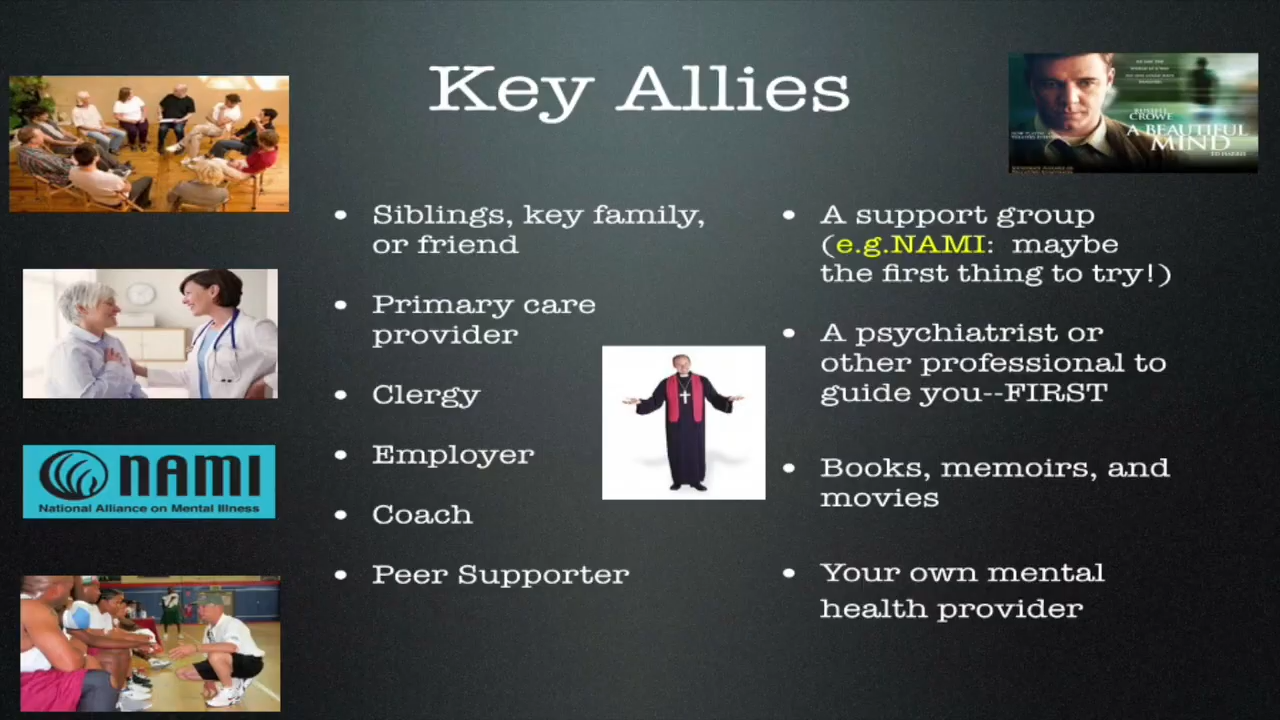 Key Allies
• Siblings, key family,
or friend
• Primary care
provider
• Clergy
• Employer
• Coach
• Peer Supporter
• A support group
(e.g.NAMI: maybe
the first thing to try!)
• A psychiatrist or
other professional to
guide you--FIRST
• Books, memoirs, and
movies
• Your own mental
health provider
NAMI
National Alliance on Mental Illness
RUSSELL
CROWE
A BEAUTIFUL
MIND
ED HARRIS